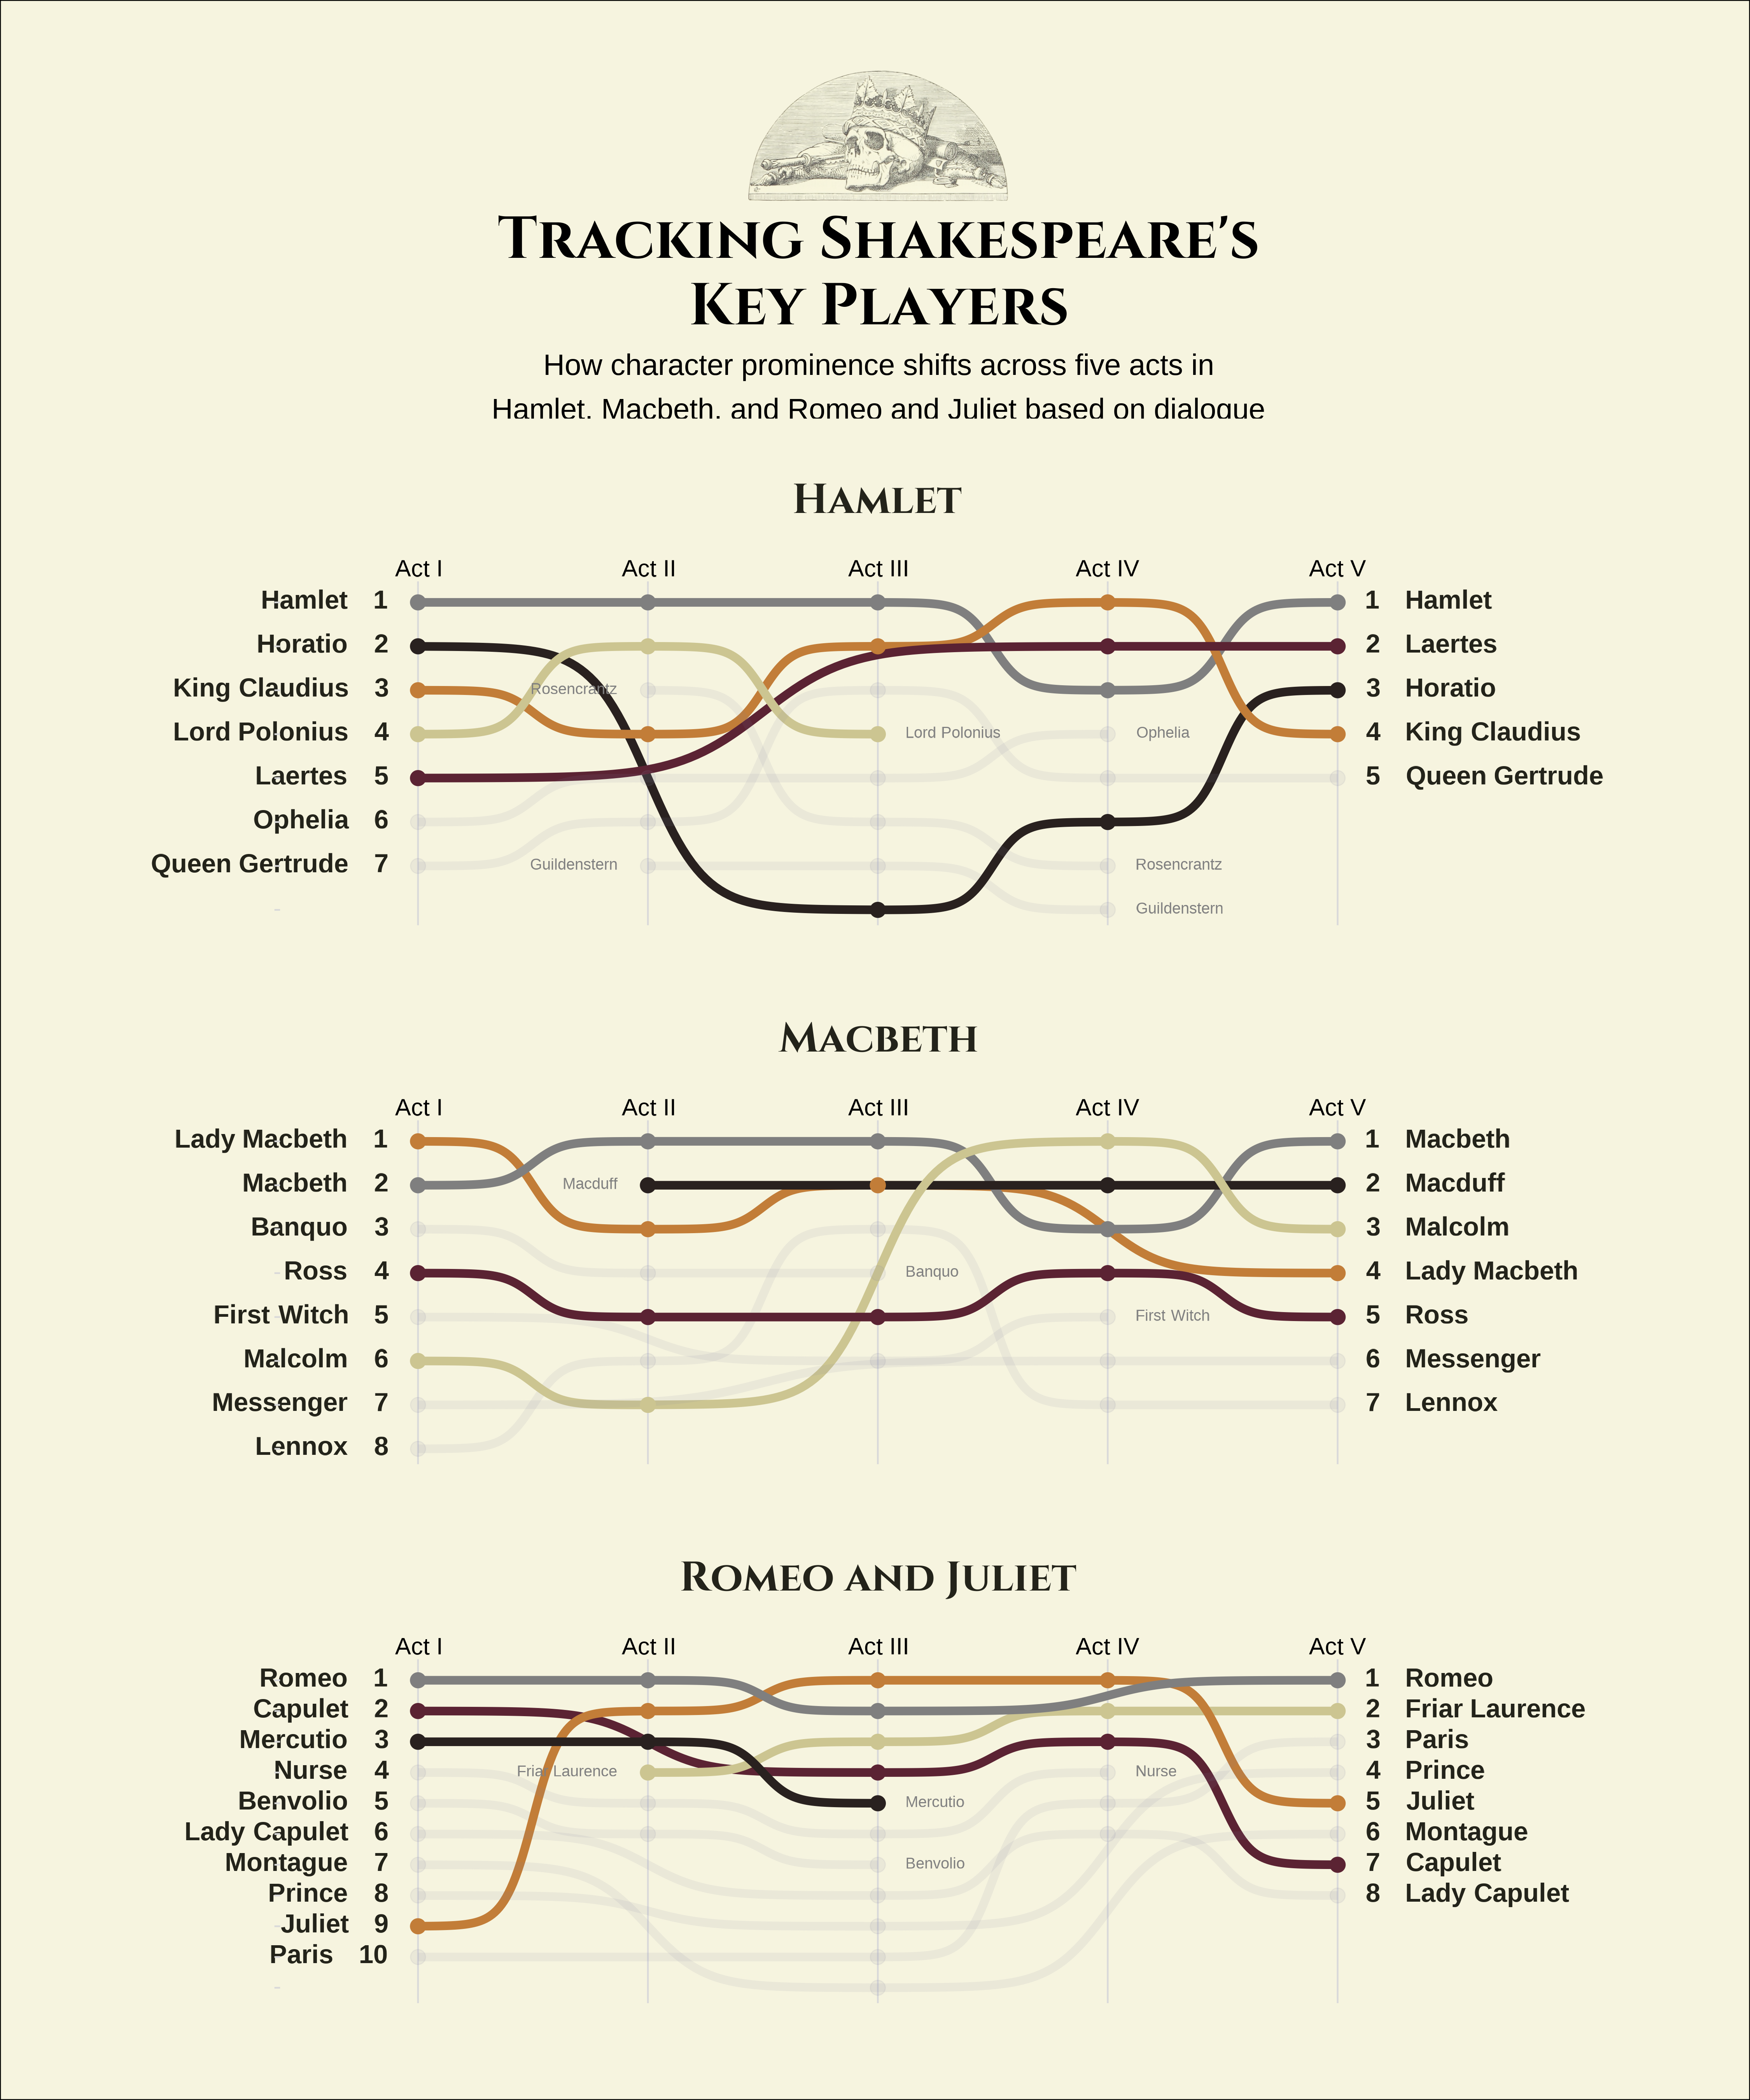 Tracking Shakespeare's
Key Players
How character prominence shifts across five acts in
Hamlet, Macbeth, and Romeo and Juliet based on dialogue
Hamlet
Act I Act II Act III Act IV Act V
Hamlet 1 1 Hamlet
Horatio 2 2 Laertes
King Claudius 3 Rosencrantz 3 Horatio
Lord Polonius 4 Lord Polonius Ophelia 4 King Claudius
Laertes 5 5 Queen Gertrude
Ophelia 6
Queen Gertrude 7 Guildenstern Rosencrantz
Guildenstern
Macbeth
Act I Act II Act III Act IV Act V
Lady Macbeth 1 1 Macbeth
Macbeth 2 Macduff 2 Macduff
Banquo 3 3 Malcolm
Ross 4 Banquo 4 Lady Macbeth
First Witch 5 First Witch 5 Ross
Malcolm 6 6 Messenger
Messenger 7 7 Lennox
Lennox 8
Romeo and Juliet
Act I Act II Act III Act IV Act V
Romeo 1 1 Romeo
Capulet 2 2 Friar Laurence
Mercutio 3 3 Paris
Nurse 4 Friar Laurence Nurse 4 Prince
Benvolio 5 Mercutio 5 Juliet
Lady Capulet 6 6 Montague
Montague 7 Benvolio 7 Capulet
Prince 8 8 Lady Capulet
Juliet 9
Paris 10